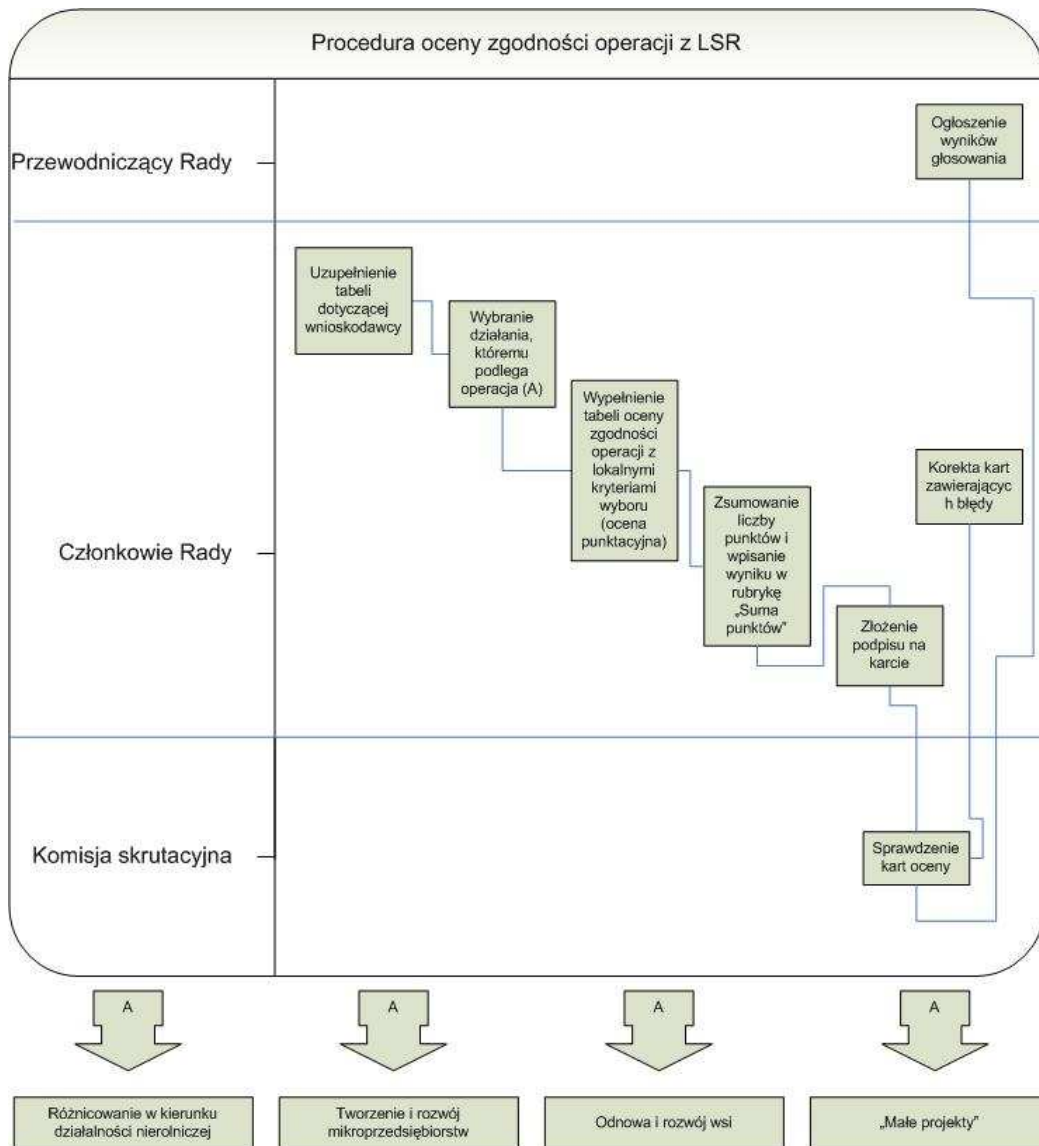 Procedura oceny zgodności operacji z LSR
Przewodniczący Rady
Ogłoszenie
wyników
głosowania
Członkowie Rady
Uzupełnienie
tabeli
dotyczącej
wnioskodawcy
Wybranie
działania,
któremu
podlega
operacja (A)
Wypełnienie
tabeli oceny
zgodności
operacji z
lokalnymi
kryteriami
wyboru
(ocena
punktacyjna)
Zsumowanie
liczby
punktów i
wpisanie
wyniku w
rubrykę
„Suma
punktów”
Złożenie
podpisu na
karcie
Korekta kart
zawierającyc
h błędy
Komisja skrutacyjna
Sprawdzenie
kart oceny
A
A
A
A
Różnicowanie w kierunku
działalności nierolniczej
Tworzenie i rozwój
mikroprzedsiębiorstw
Odnowa i rozwój wsi
„Małe projekty”